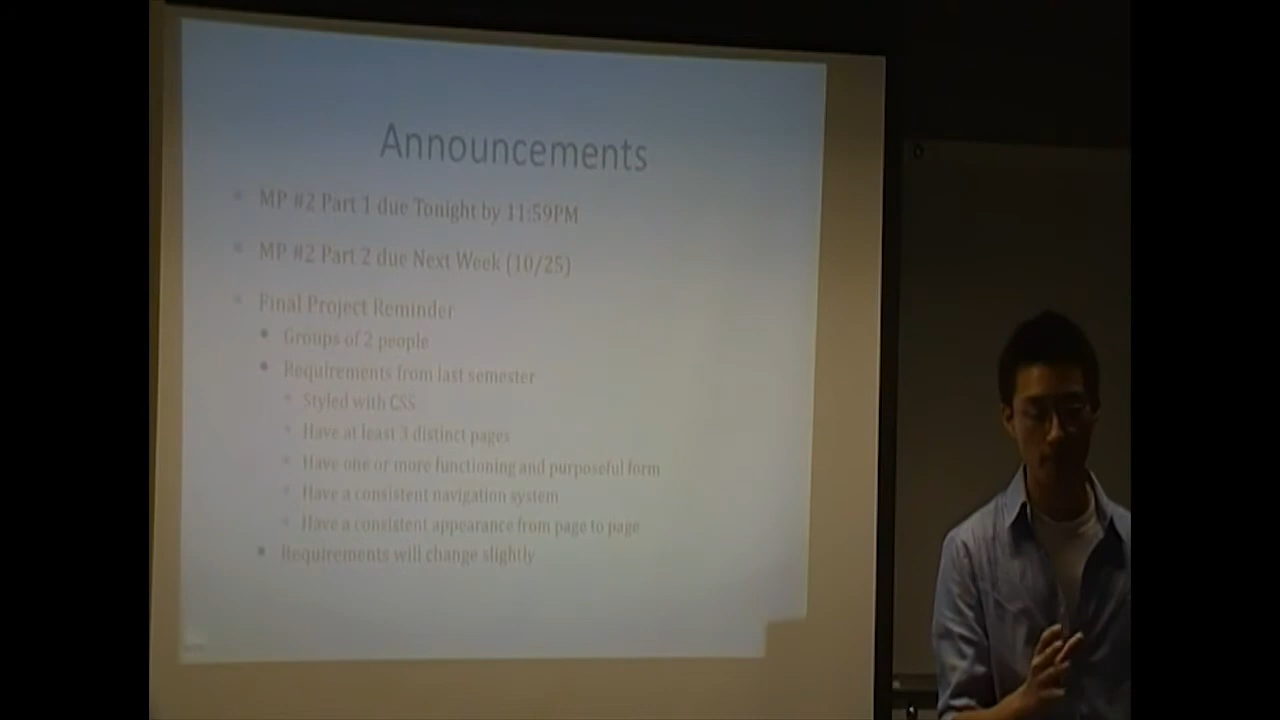 Announcements
MP #2 Part 1 due Tonight by 11:59PM
MP #2 Part 2 due Next Week (10/25)
Final Project Reminder
Groups of 2 people
Requirements from last semester
Styled with CSS
Have at least 3 distinct pages
Have one or more functioning and purposeful form
Have a consistent navigation system
Have a consistent appearance from page to page
Requirements will change slightly